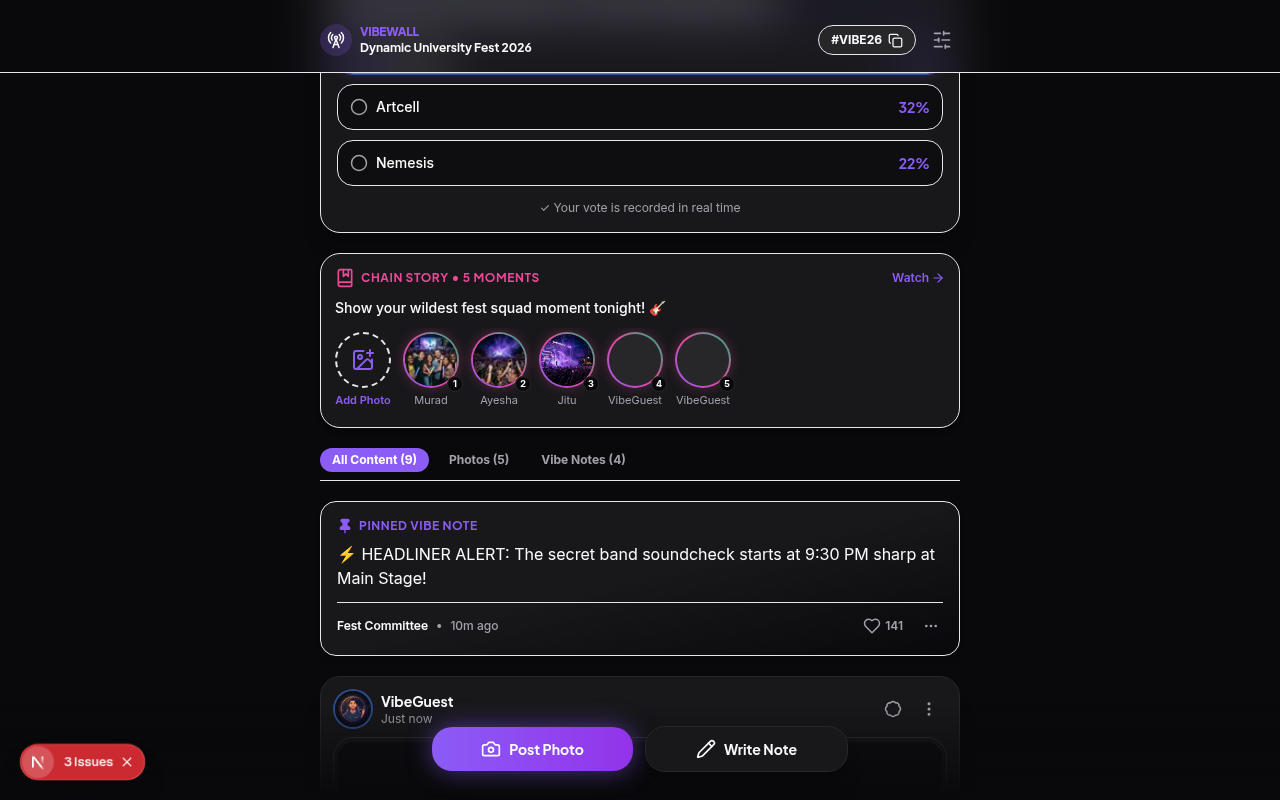 VIBEWALL
Dynamic University Fest 2026
#VIBE26
Artcell 32%
Nemesis 22%
✓ Your vote is recorded in real time
CHAIN STORY • 5 MOMENTS
Watch →
Show your wildest fest squad moment tonight! 🎸
1 2 3 4 5
Add Photo Murad Ayesha Jitu VibeGuest VibeGuest
All Content (9) Photos (5) Vibe Notes (4)
PINNED VIBE NOTE
⚡ HEADLINER ALERT: The secret band soundcheck starts at 9:30 PM sharp at
Main Stage!
Fest Committee • 10m ago 141
VibeGuest
Just now
Post Photo Write Note
N 3 Issues